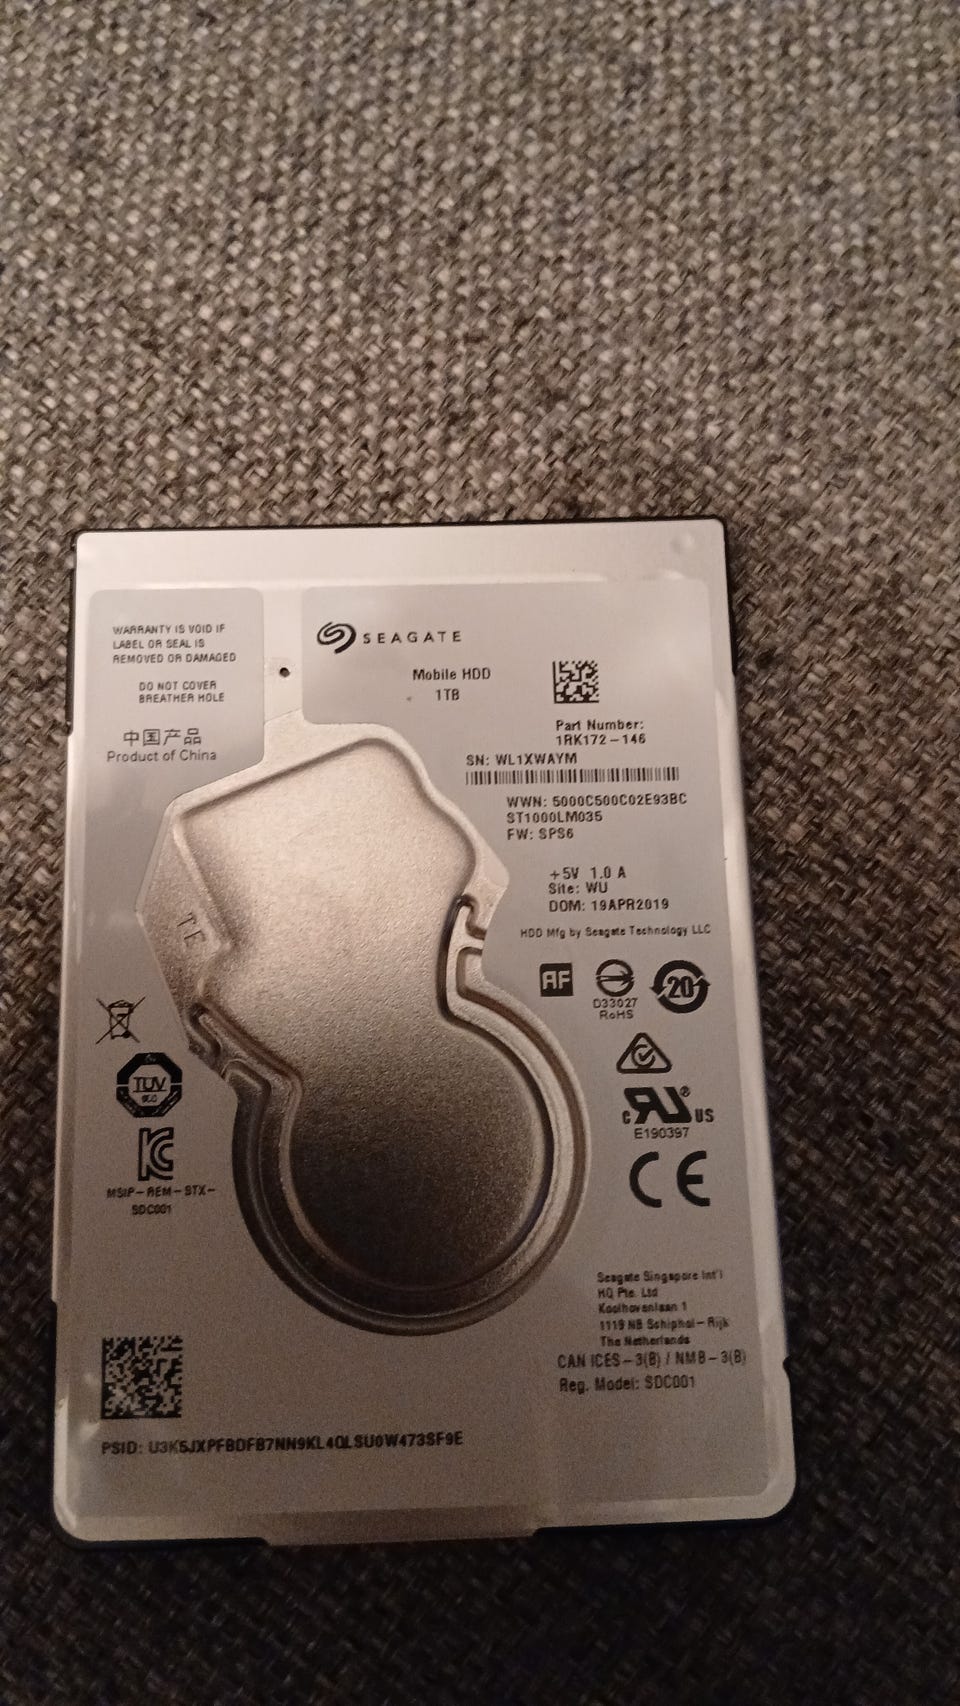 WARRANTY IS VOID IF
LABEL OR SEAL IS
REMOVED OR DAMAGED
DO NOT COVER
BREATHER HOLE
中国产品
Product of China
SEAGATE
Mobile HDD
1TB
Part Number:
1RK172-146
SN: WL1XWAYM
WWN: 5000C500C02E93BC
ST1000LM035
FW: SPS6
+5V 1.0 A
Site: WU
DOM: 19APR2019
HDD Mfg by Seagate Technology LLC
TE
AF
D33027
RoHS
20
TUV
c RU ® US
E190397
CE
MSIP-REM-STX-
SDC001
Seagate Singapore Int'l
HQ Pte. Ltd
Koolhovenlaan 1
1119 NB Schiphol-Rijk
The Netherlands
CAN ICES-3(B) / NMB-3(B)
Reg. Model: SDC001
PSID: U3K5JXPFBDFB7NN9KL4QLSU0W473SF9E